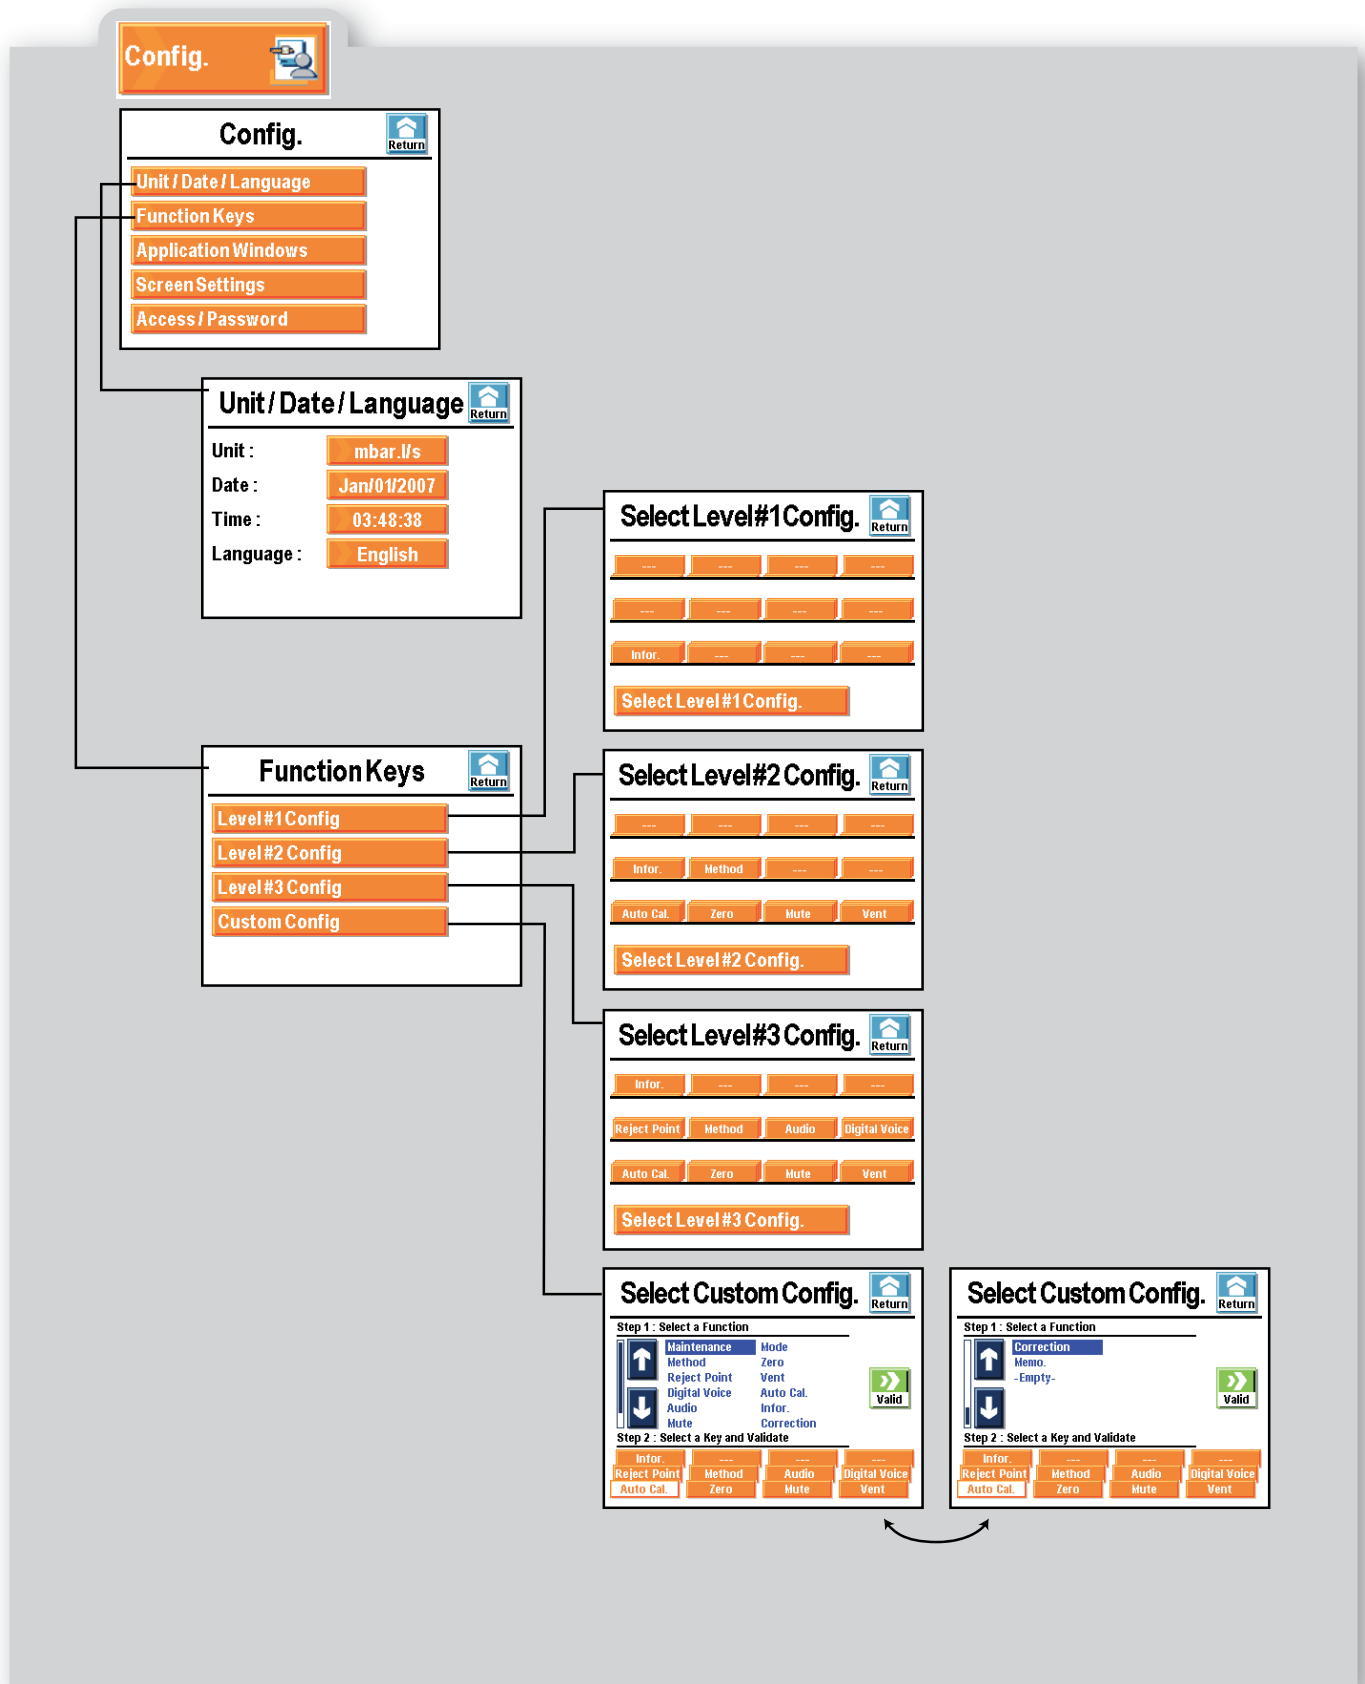 Config.
Config.
Return
Unit / Date / Language
Function Keys
Application Windows
Screen Settings
Access / Password
Unit / Date / Language
Return
Unit : mbar.l/s
Date : Jan/01/2007
Time : 03:48:38
Language : English
Select Level #1 Config.
Return
--- --- --- ---
--- --- --- ---
Infor. --- --- ---
Select Level #1 Config.
Function Keys
Return
Level #1 Config
Level #2 Config
Level #3 Config
Custom Config
Select Level #2 Config.
Return
--- --- --- ---
Infor. Method --- ---
Auto Cal. Zero Mute Vent
Select Level #2 Config.
Select Level #3 Config.
Return
Infor. --- --- ---
Reject Point Method Audio Digital Voice
Auto Cal. Zero Mute Vent
Select Level #3 Config.
Select Custom Config.
Return
Step 1 : Select a Function
Maintenance Mode
Method Zero
Reject Point Vent
Digital Voice Auto Cal.
Audio Infor.
Mute Correction
Valid
Step 2 : Select a Key and Validate
Infor. --- --- ---
Reject Point Method Audio Digital Voice
Auto Cal. Zero Mute Vent
Select Custom Config.
Return
Step 1 : Select a Function
Correction
Memo.
-Empty-
Valid
Step 2 : Select a Key and Validate
Infor. --- --- ---
Reject Point Method Audio Digital Voice
Auto Cal. Zero Mute Vent